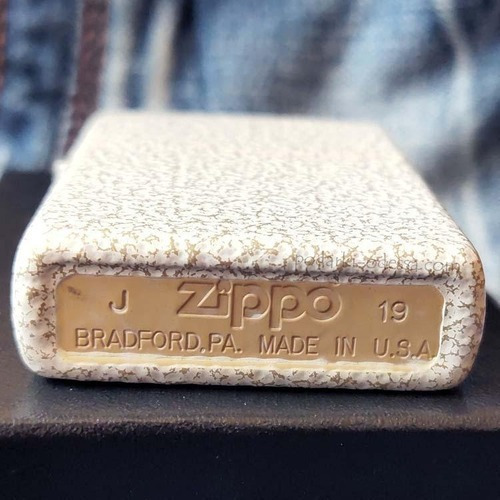 J Zippo 19
BRADFORD,PA. MADE IN U.S.A